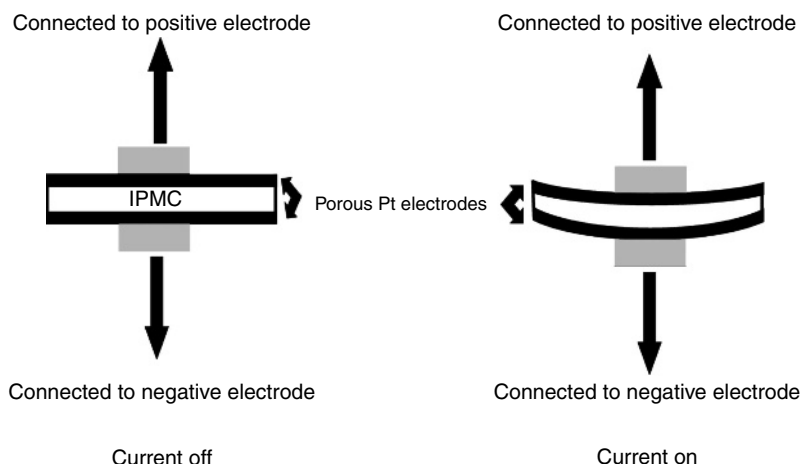 Connected to positive electrode
Connected to positive electrode
IPMC
Porous Pt electrodes
Connected to negative electrode
Connected to negative electrode
Current off
Current on